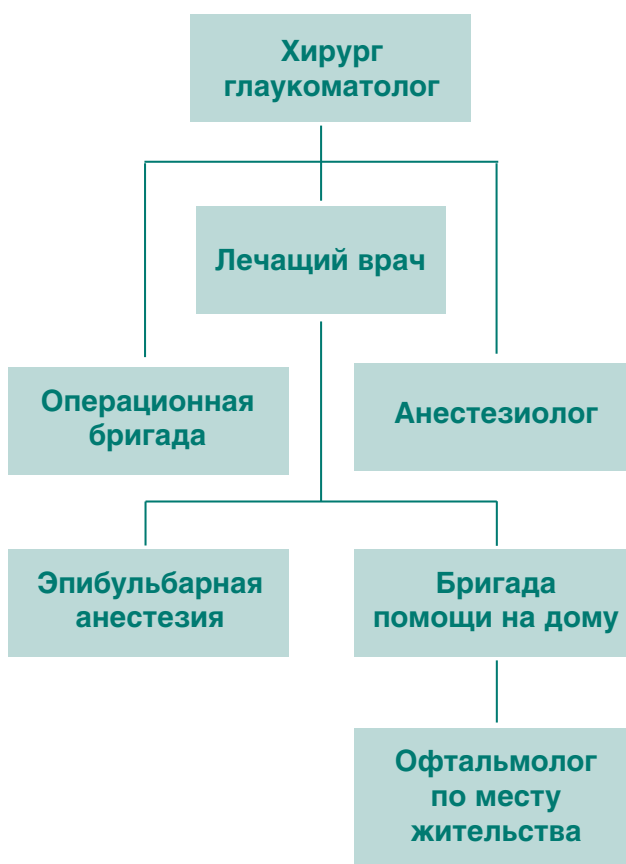 Хирург
глаукоматолог
Лечащий врач
Операционная
бригада
Анестезиолог
Эпибульбарная
анестезия
Бригада
помощи на дому
Офтальмолог
по месту
жительства